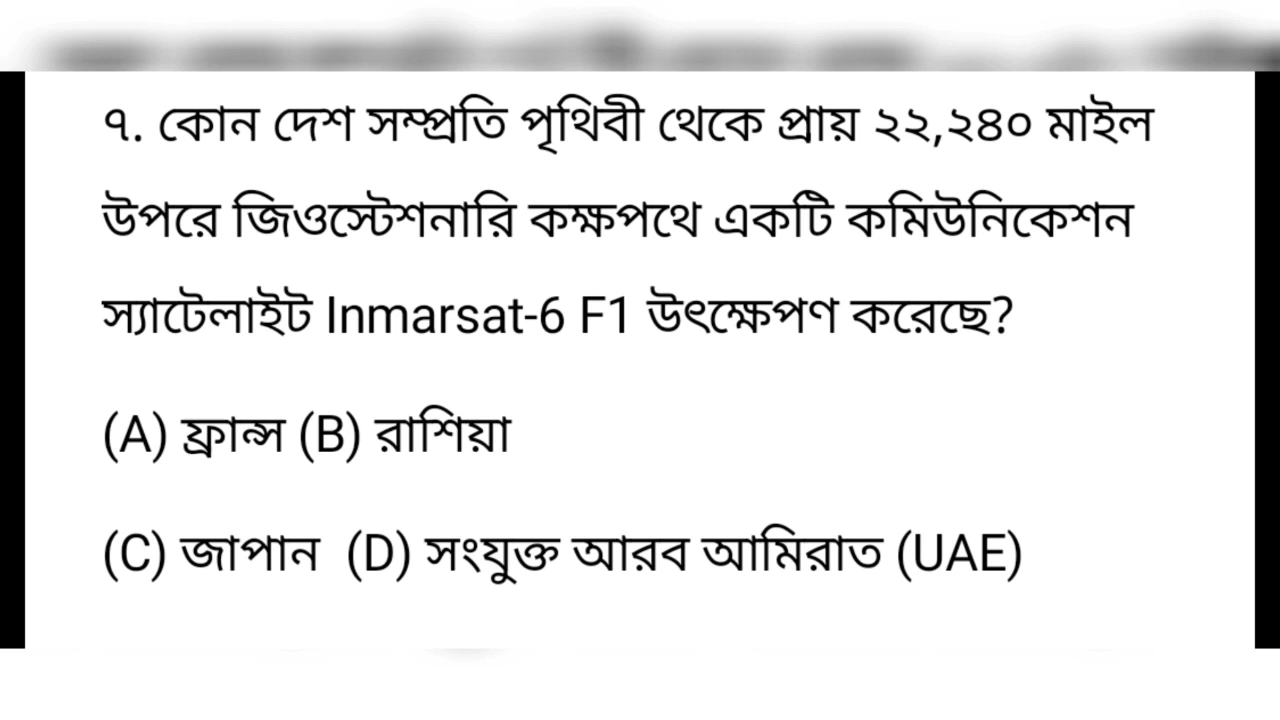 ৭. কোন দেশ সম্প্রতি পৃথিবী থেকে প্রায় ২২,২৪০ মাইল
উপরে জিওস্টেশনারি কক্ষপথে একটি কমিউনিকেশন
স্যাটেলাইট Inmarsat-6 F1 উৎক্ষেপণ করেছে?
(A) ফ্রান্স (B) রাশিয়া
(C) জাপান (D) সংযুক্ত আরব আমিরাত (UAE)